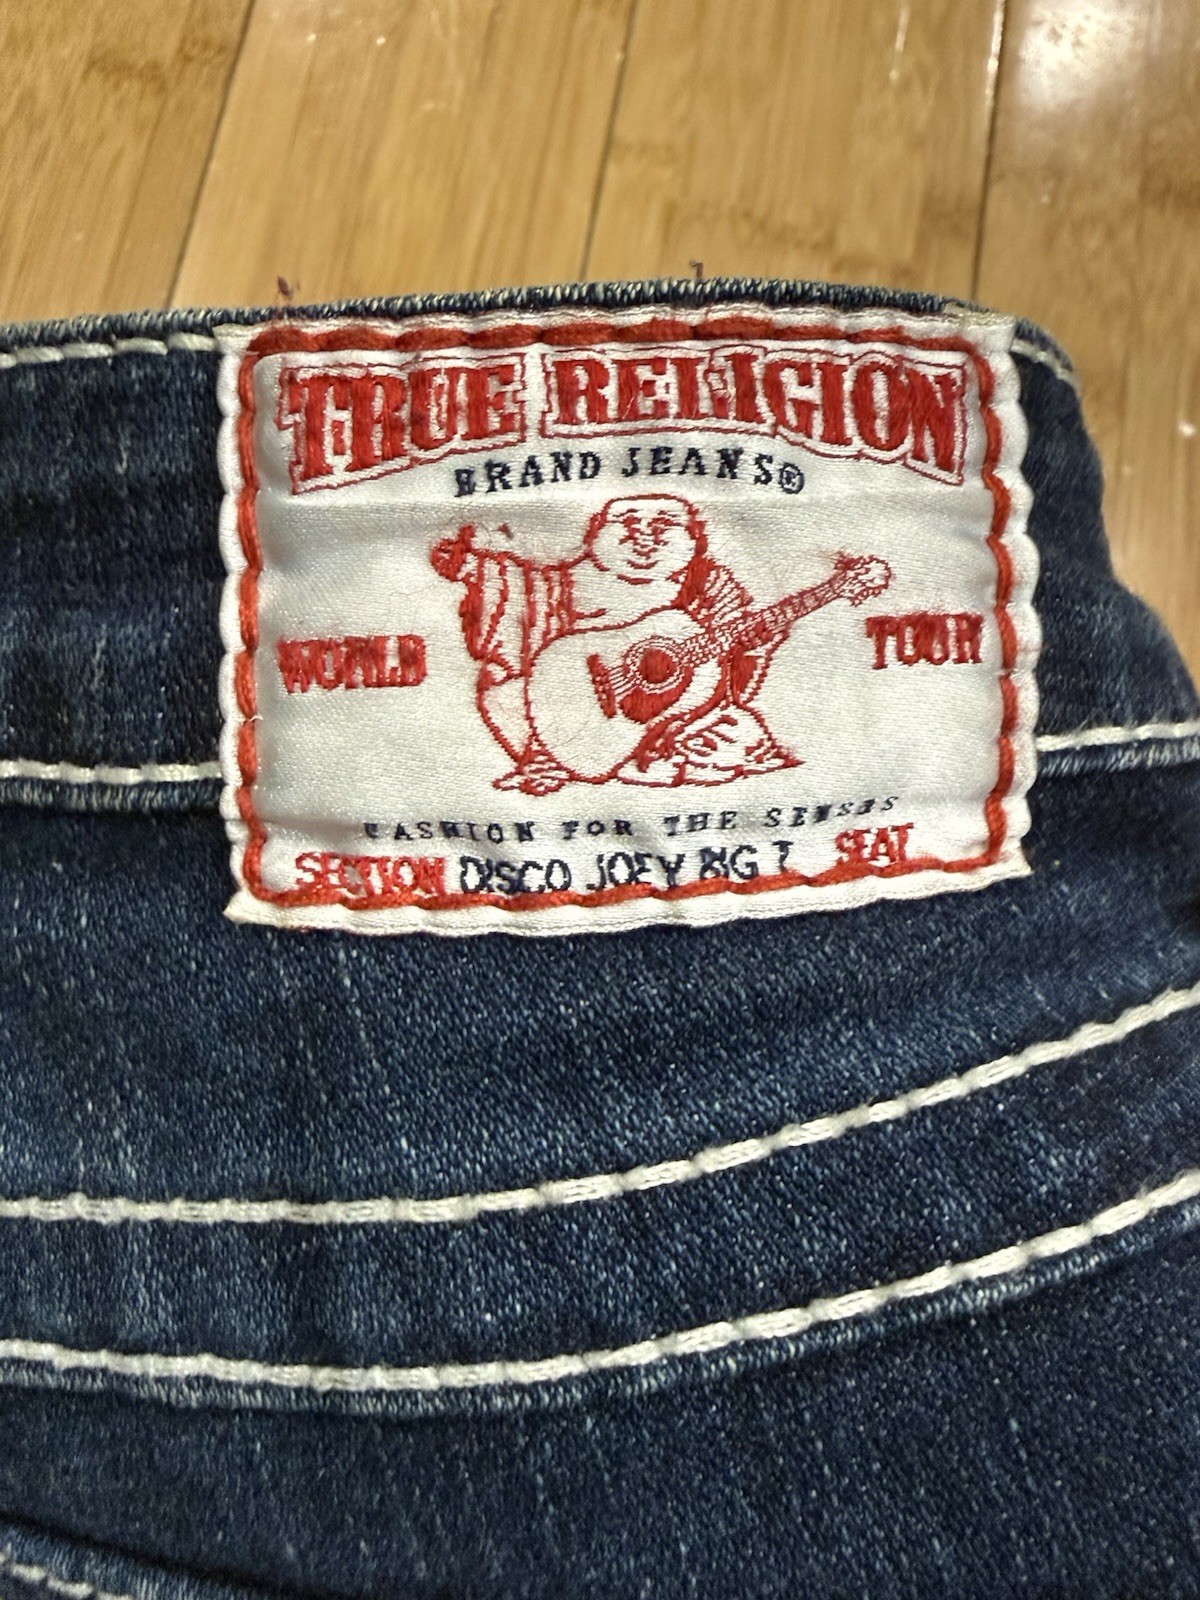 TRUE RELIGION
BRAND JEANS®
WORLD TOUR
FASHION FOR THE SENSES
SECTION DISCO JOEY BIG T SEAT